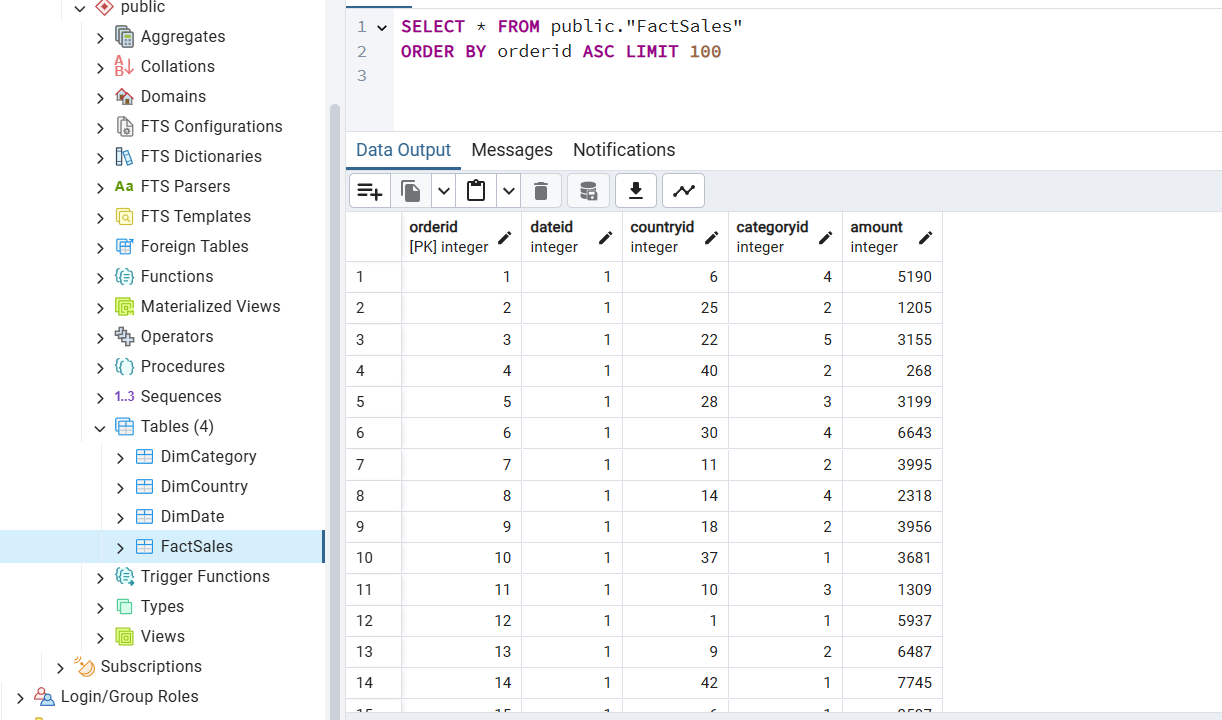 public
Aggregates
Collations
Domains
FTS Configurations
FTS Dictionaries
Aa FTS Parsers
FTS Templates
Foreign Tables
Functions
Materialized Views
Operators
Procedures
1..3 Sequences
Tables (4)
DimCategory
DimCountry
DimDate
FactSales
Trigger Functions
Types
Views
Subscriptions
Login/Group Roles
1 SELECT * FROM public."FactSales"
2 ORDER BY orderid ASC LIMIT 100
3
Data Output Messages Notifications
orderid dateid countryid categoryid amount
[PK] integer integer integer integer integer
1 1 1 6 4 5190
2 2 1 25 2 1205
3 3 1 22 5 3155
4 4 1 40 2 268
5 5 1 28 3 3199
6 6 1 30 4 6643
7 7 1 11 2 3995
8 8 1 14 4 2318
9 9 1 18 2 3956
10 10 1 37 1 3681
11 11 1 10 3 1309
12 12 1 1 1 5937
13 13 1 9 2 6487
14 14 1 42 1 7745